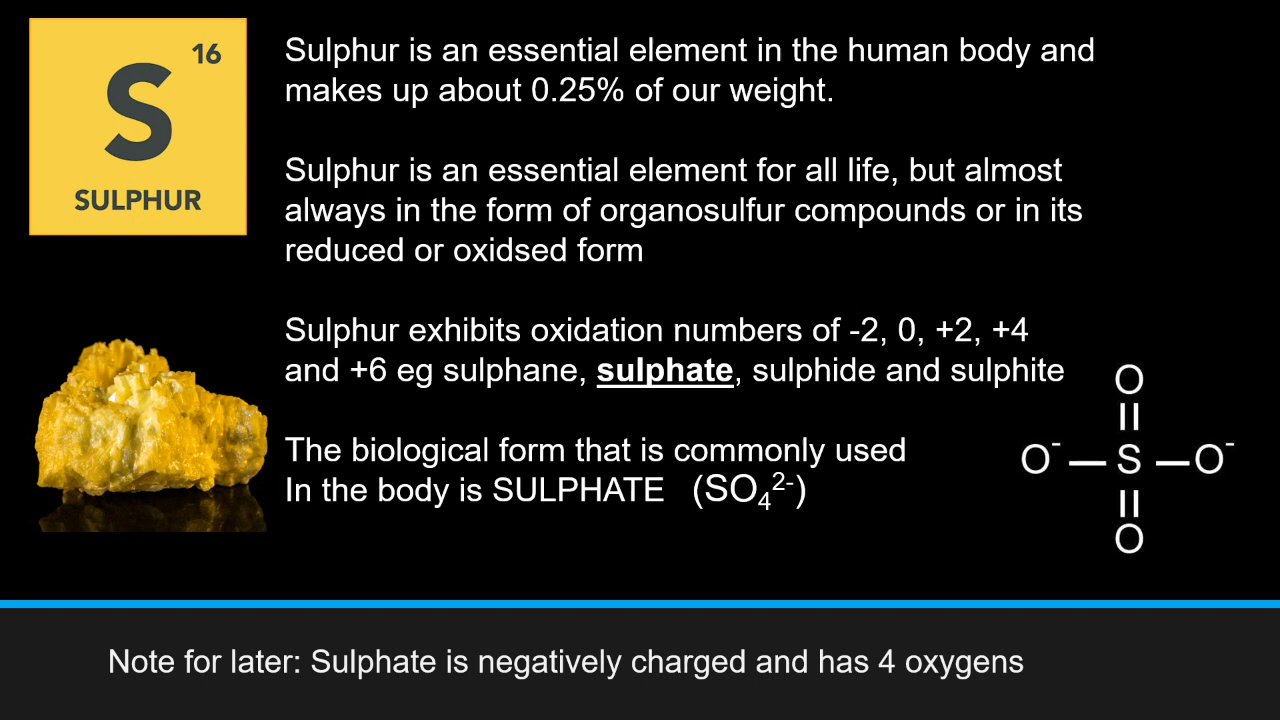 16
S
SULPHUR
Sulphur is an essential element in the human body and
makes up about 0.25% of our weight.
Sulphur is an essential element for all life, but almost
always in the form of organosulfur compounds or in its
reduced or oxidsed form
Sulphur exhibits oxidation numbers of -2, 0, +2, +4
and +6 eg sulphane, sulphate, sulphide and sulphite
The biological form that is commonly used
In the body is SULPHATE (SO₄²⁻)
O
O⁻ — S — O⁻
O
Note for later: Sulphate is negatively charged and has 4 oxygens